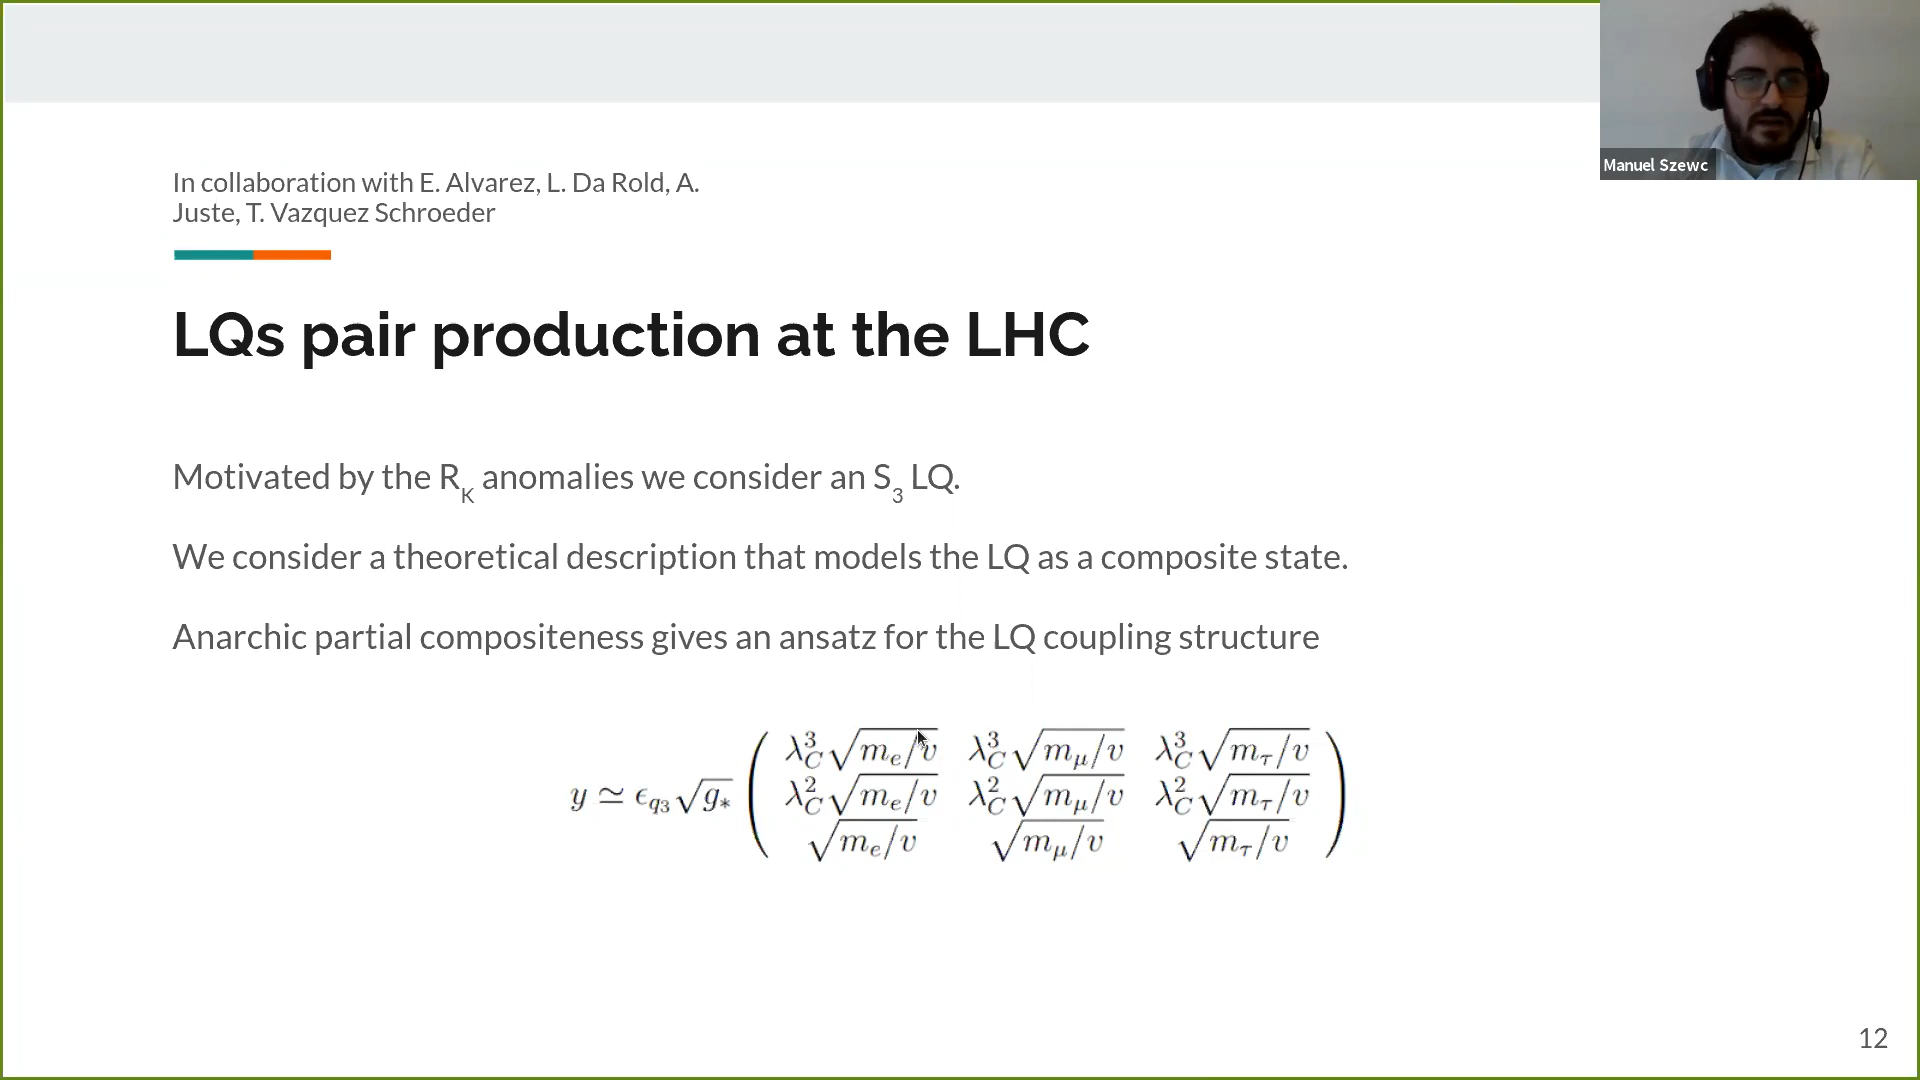 Manuel Szewc
In collaboration with E. Alvarez, L. Da Rold, A.
Juste, T. Vazquez Schroeder
LQs pair production at the LHC
Motivated by the R_K anomalies we consider an S_3 LQ.
We consider a theoretical description that models the LQ as a composite state.
Anarchic partial compositeness gives an ansatz for the LQ coupling structure
y ≃ ϵ_{q3}√g_* ( λ_C^3 √(m_e/v) λ_C^3 √(m_μ/v) λ_C^3 √(m_τ/v)
λ_C^2 √(m_e/v) λ_C^2 √(m_μ/v) λ_C^2 √(m_τ/v)
√(m_e/v) √(m_μ/v) √(m_τ/v) )
12